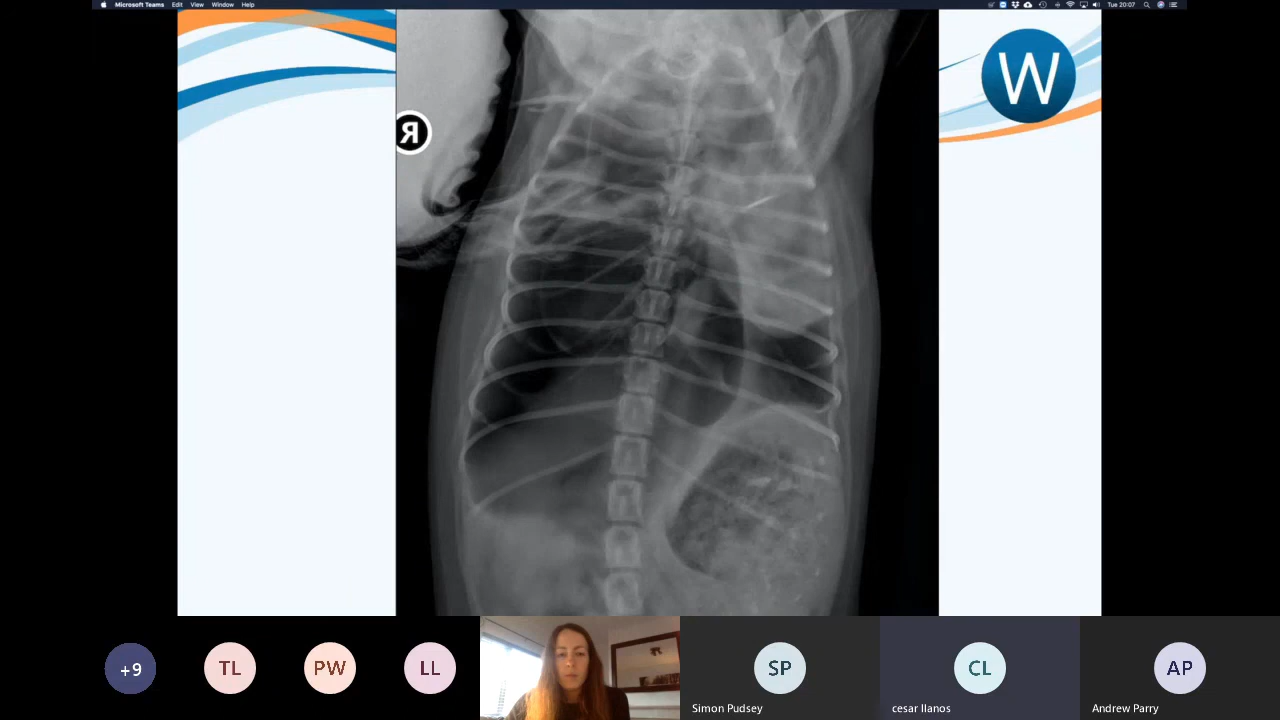 Microsoft Teams Edit View Window Help Tue 20:07
W
R
+9
TL
PW
LL
SP
CL
AP
Simon Pudsey
cesar llanos
Andrew Parry